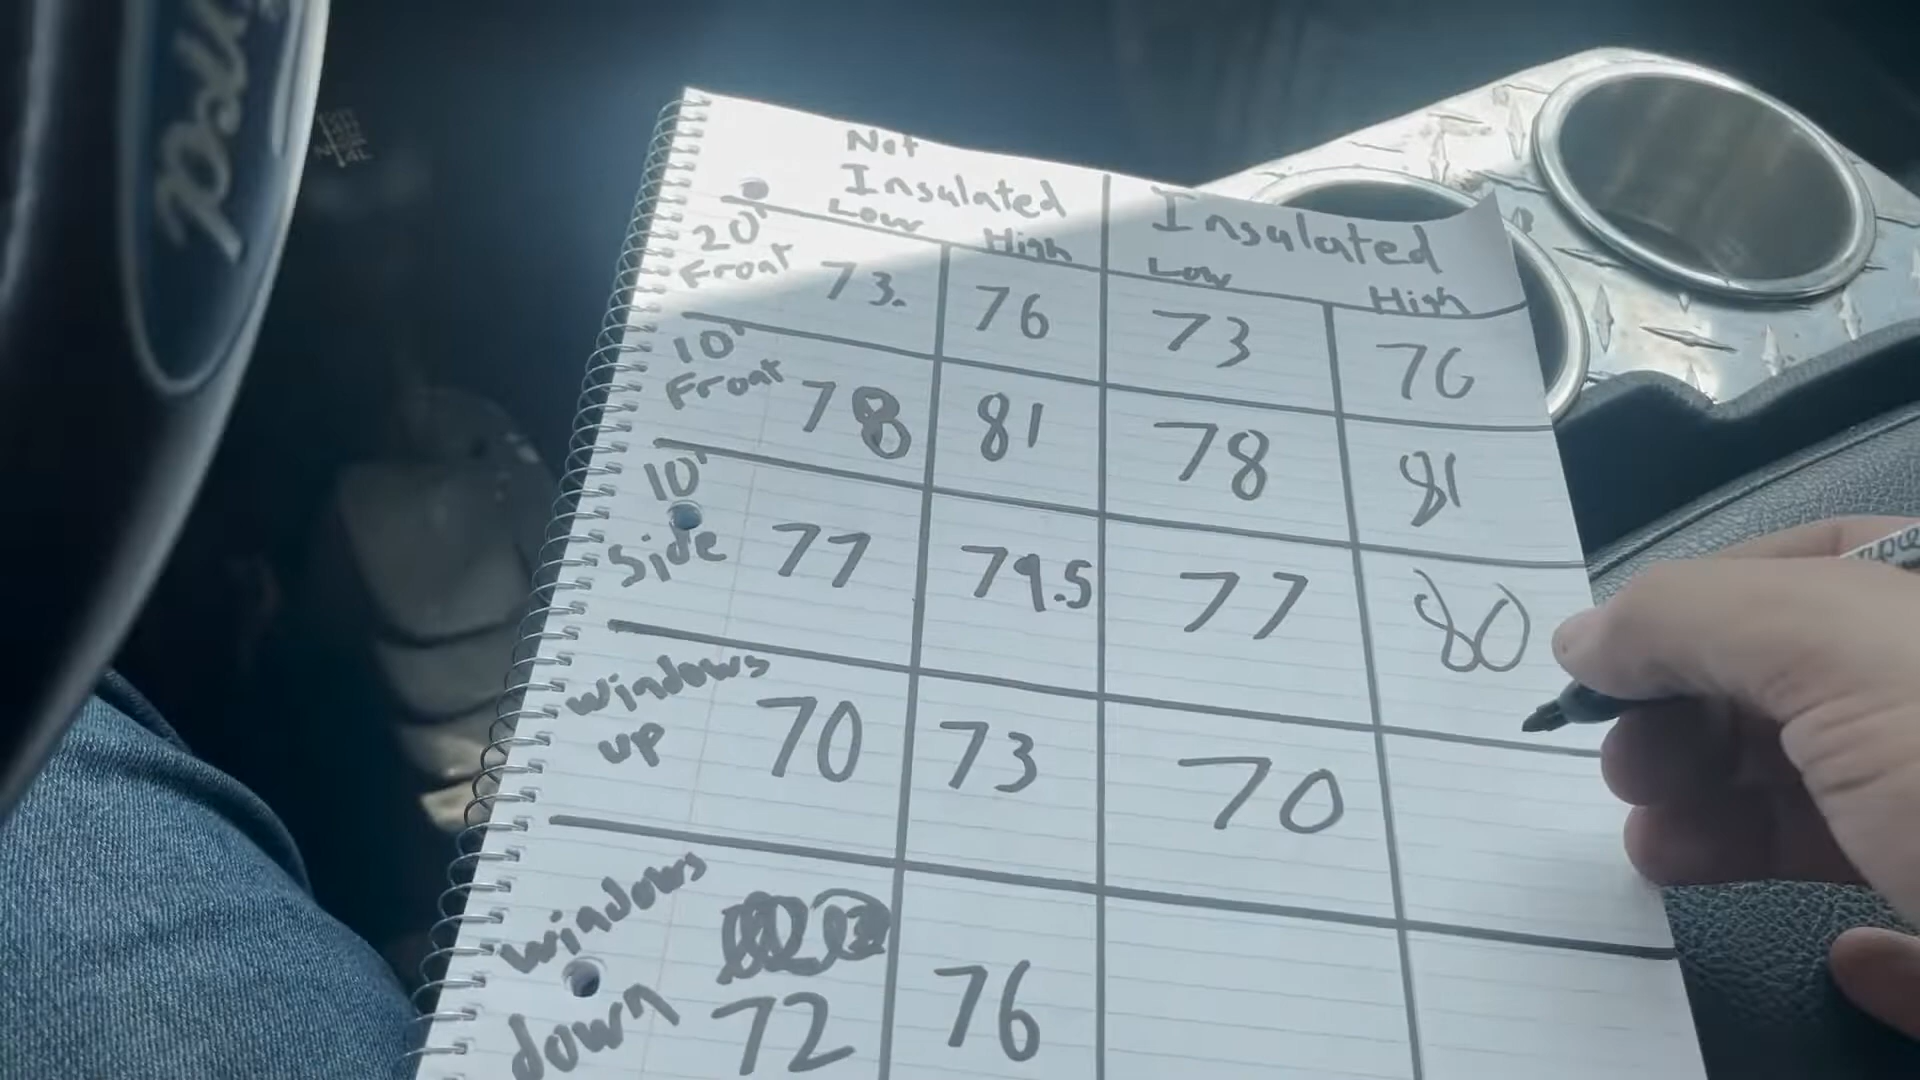 Ford
Not
Insulated
Insulated
Low High Low High
20' Front 73. 76 73 76
10' Front 78 81 78 81
10' Side 77 79.5 77 80
Windows up 70 73 70
Windows down 72 76